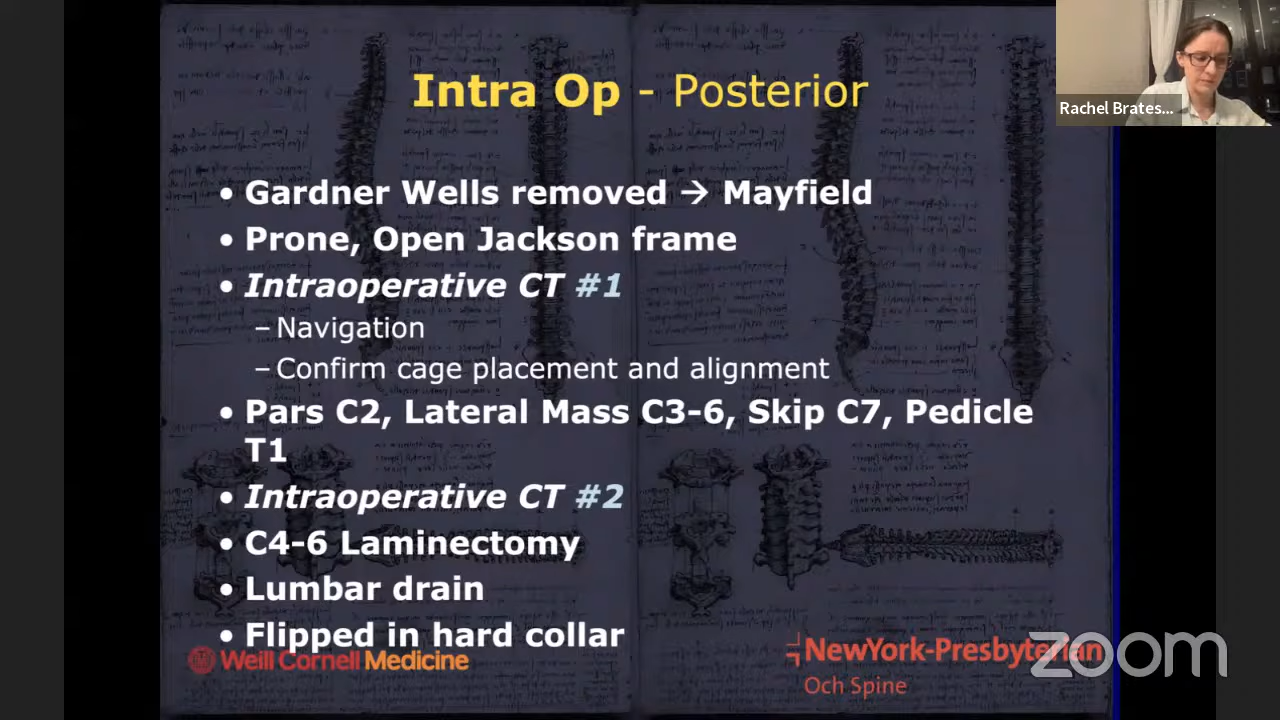 Intra Op - Posterior
Rachel Brates...
• Gardner Wells removed → Mayfield
• Prone, Open Jackson frame
• Intraoperative CT #1
– Navigation
– Confirm cage placement and alignment
• Pars C2, Lateral Mass C3-6, Skip C7, Pedicle
T1
• Intraoperative CT #2
• C4-6 Laminectomy
• Lumbar drain
• Flipped in hard collar
Weill Cornell Medicine
NewYork-Presbyterian
Och Spine
zoom